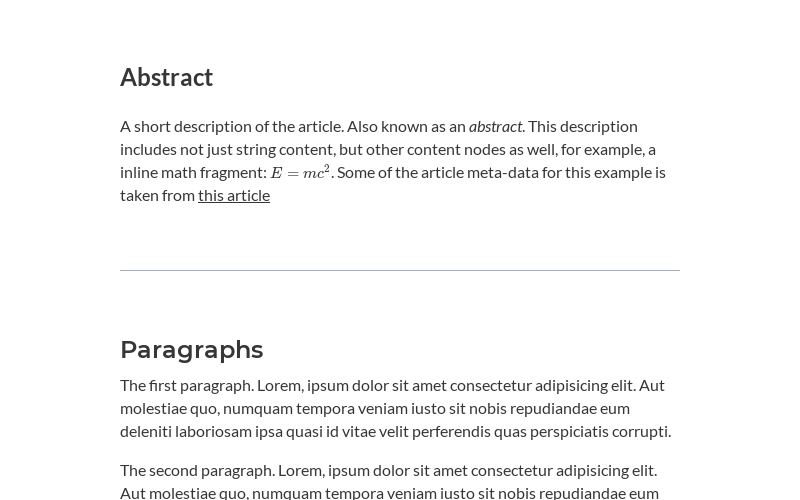 Abstract
A short description of the article. Also known as an abstract. This description
includes not just string content, but other content nodes as well, for example, a
inline math fragment: E = mc². Some of the article meta-data for this example is
taken from this article
Paragraphs
The first paragraph. Lorem, ipsum dolor sit amet consectetur adipisicing elit. Aut
molestiae quo, numquam tempora veniam iusto sit nobis repudiandae eum
deleniti laboriosam ipsa quasi id vitae velit perferendis quas perspiciatis corrupti.
The second paragraph. Lorem, ipsum dolor sit amet consectetur adipisicing elit.
Aut molestiae quo, numquam tempora veniam iusto sit nobis repudiandae eum